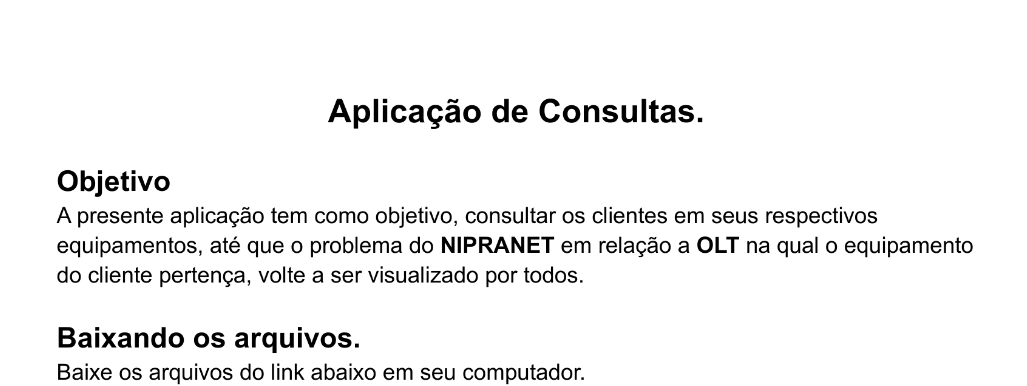 Aplicação de Consultas.
Objetivo
A presente aplicação tem como objetivo, consultar os clientes em seus respectivos
equipamentos, até que o problema do NIPRANET em relação a OLT na qual o equipamento
do cliente pertença, volte a ser visualizado por todos.
Baixando os arquivos.
Baixe os arquivos do link abaixo em seu computador.